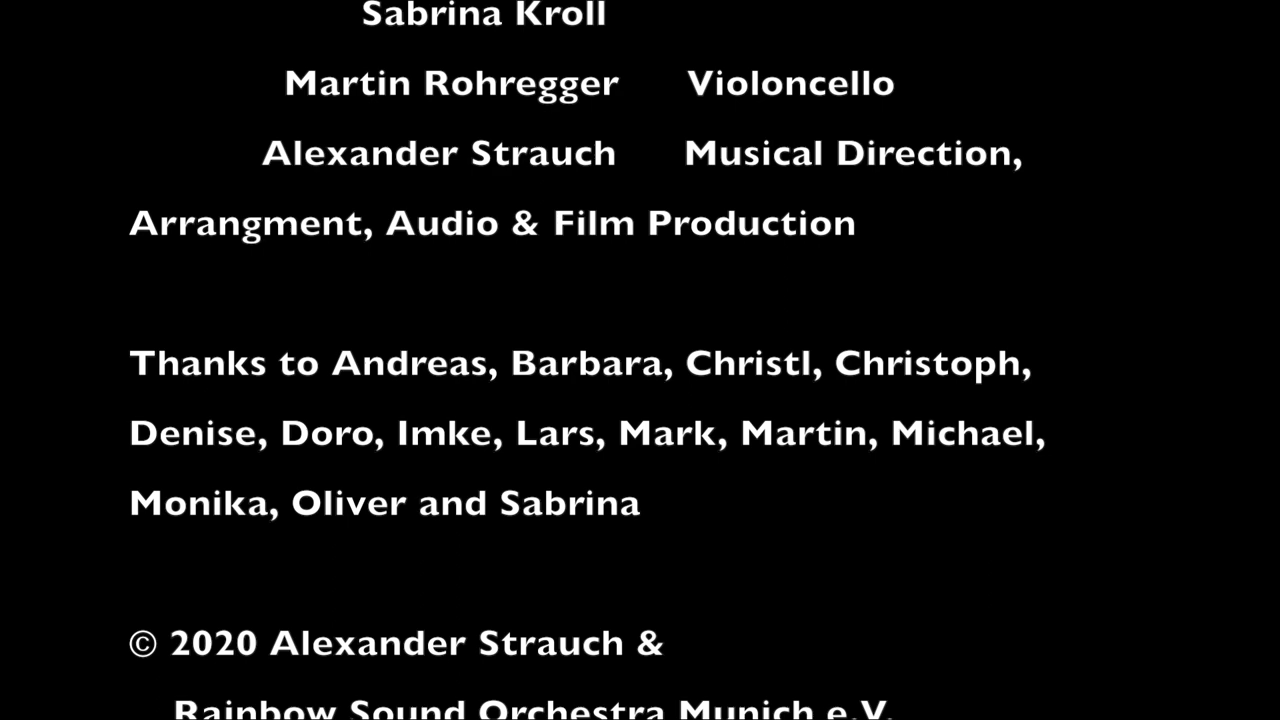 Sabrina Kroll
Martin Rohregger Violoncello
Alexander Strauch Musical Direction,
Arrangment, Audio & Film Production
Thanks to Andreas, Barbara, Christl, Christoph,
Denise, Doro, Imke, Lars, Mark, Martin, Michael,
Monika, Oliver and Sabrina
© 2020 Alexander Strauch &
Rainbow Sound Orchestra Munich e.V.